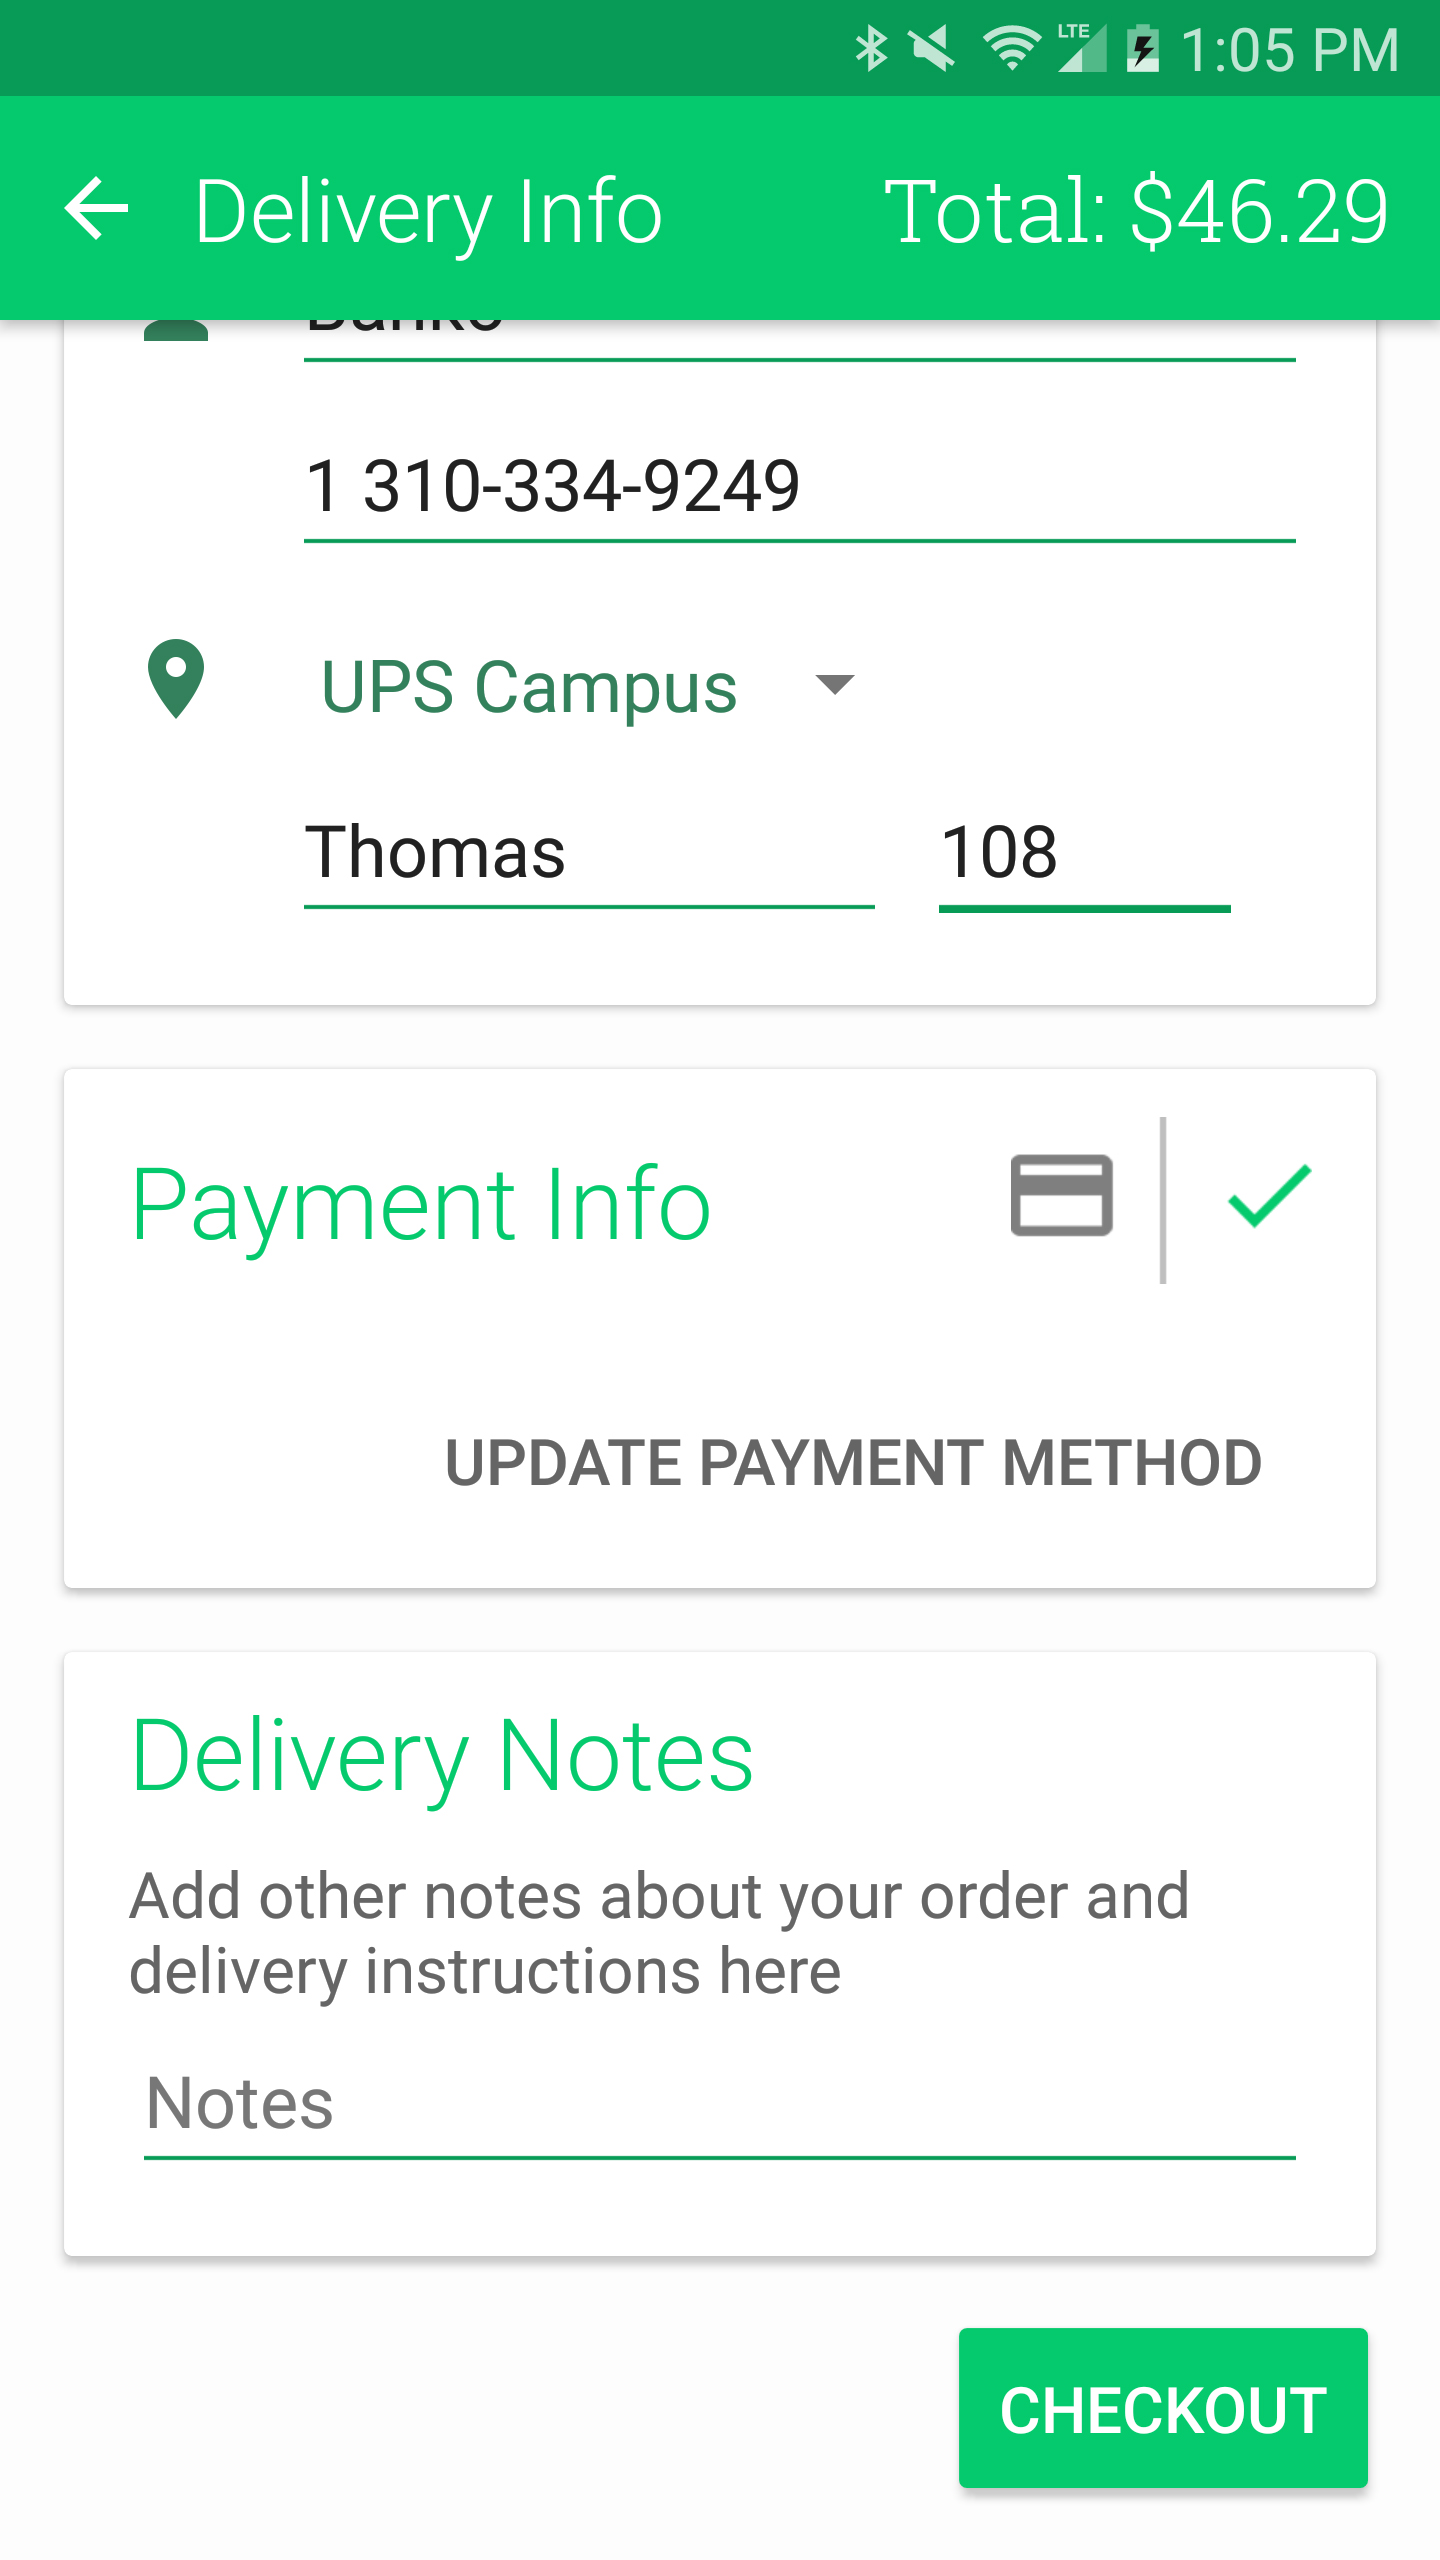 LTE 1:05 PM
Delivery Info Total: $46.29
1 310-334-9249
UPS Campus
Thomas 108
Payment Info
UPDATE PAYMENT METHOD
Delivery Notes
Add other notes about your order and
delivery instructions here
Notes
CHECKOUT